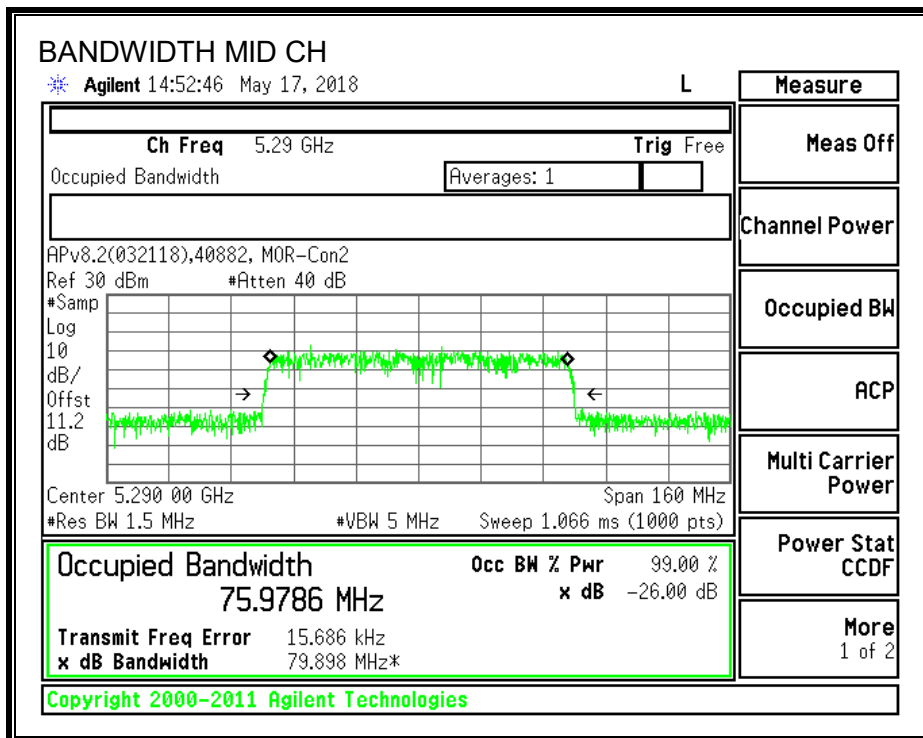 BANDWIDTH MID CH
Agilent 14:52:46 May 17, 2018 L
Measure
Ch Freq 5.29 GHz Trig Free
Meas Off
Occupied Bandwidth Averages: 1
Channel Power
APv8.2(032118),40882, MOR-Con2
Ref 30 dBm #Atten 40 dB
#Samp
Log
10
dB/
Offst
11.2
dB
Occupied BW
ACP
Multi Carrier
Power
Center 5.290 00 GHz Span 160 MHz
#Res BW 1.5 MHz #VBW 5 MHz Sweep 1.066 ms (1000 pts)
Power Stat
CCDF
Occupied Bandwidth Occ BW % Pwr 99.00 %
75.9786 MHz x dB -26.00 dB
Transmit Freq Error 15.686 kHz
x dB Bandwidth 79.898 MHz*
More
1 of 2
Copyright 2000-2011 Agilent Technologies